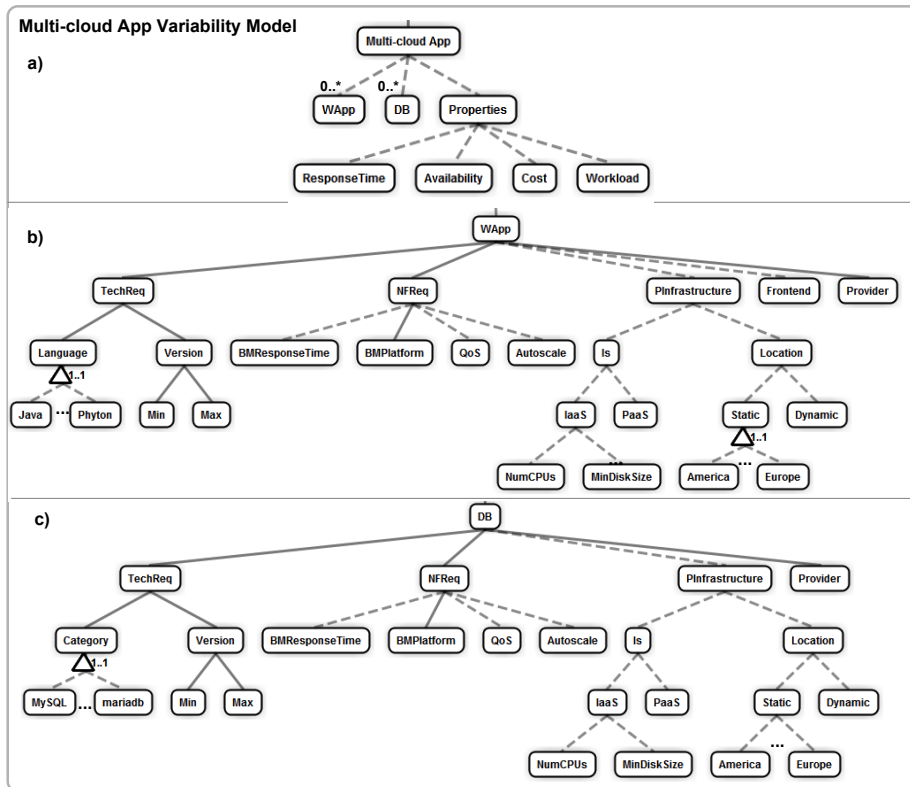 Multi-cloud App Variability Model
a)
Multi-cloud App
0..* 0..*
WApp DB Properties
ResponseTime Availability Cost Workload
b)
WApp
TechReq NFReq PInfrastructure Frontend Provider
Language Version BMResponseTime BMPlatform QoS Autoscale Is Location
1..1
Java ... Phyton Min Max IaaS PaaS Static Dynamic
1..1
NumCPUs ... MinDiskSize America ... Europe
c)
DB
TechReq NFReq PInfrastructure Provider
Category Version BMResponseTime BMPlatform QoS Autoscale Is Location
1..1
MySQL ... mariadb Min Max IaaS PaaS Static Dynamic
...
NumCPUs MinDiskSize America Europe